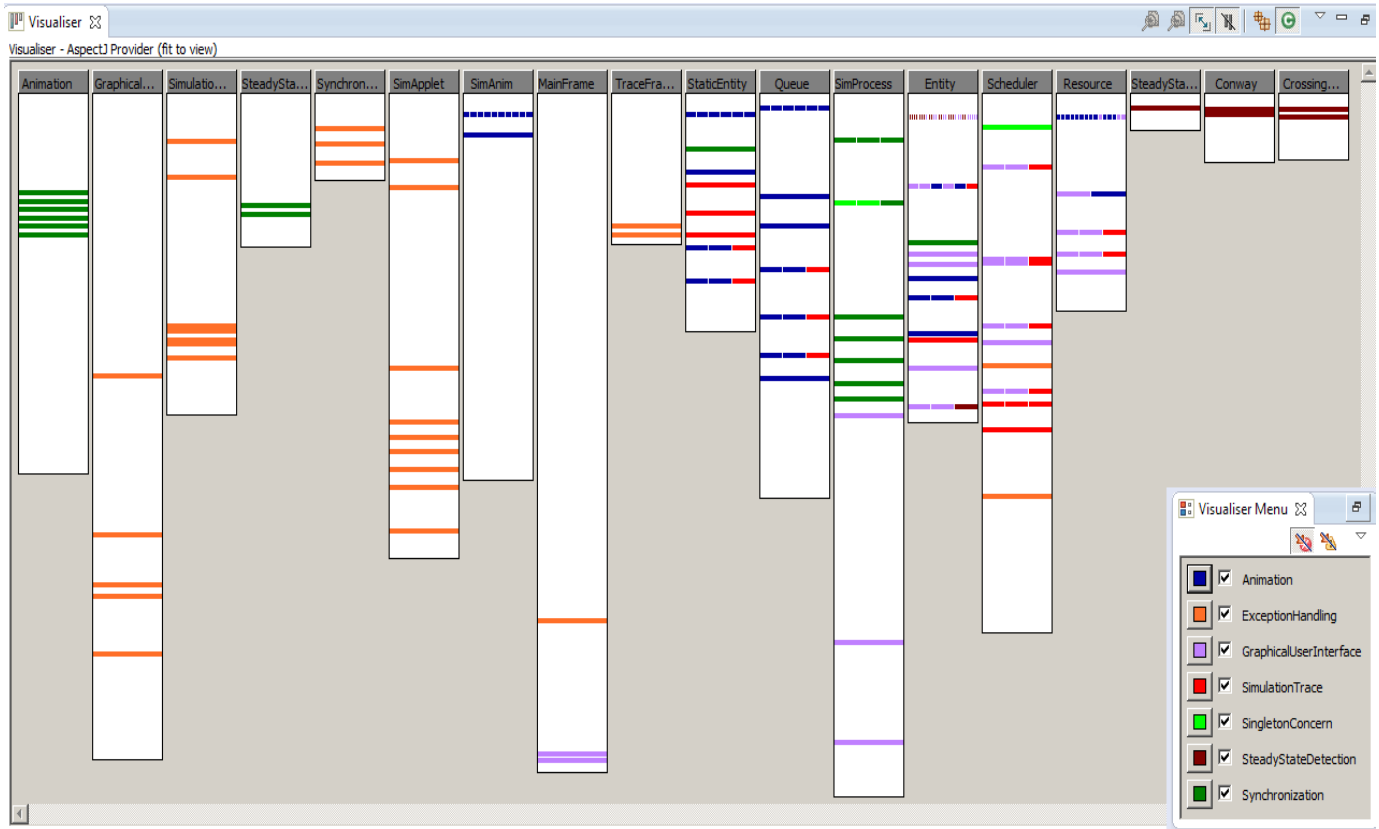 Visualiser
Visualiser - AspectJ Provider (fit to view)
Animation Graphical... Simulatio... SteadySta... Synchron... SimApplet SimAnim MainFrame TraceFra... StaticEntity Queue SimProcess Entity Scheduler Resource SteadySta... Conway Crossing...
Visualiser Menu
Animation
ExceptionHandling
GraphicalUserInterface
SimulationTrace
SingletonConcern
SteadyStateDetection
Synchronization